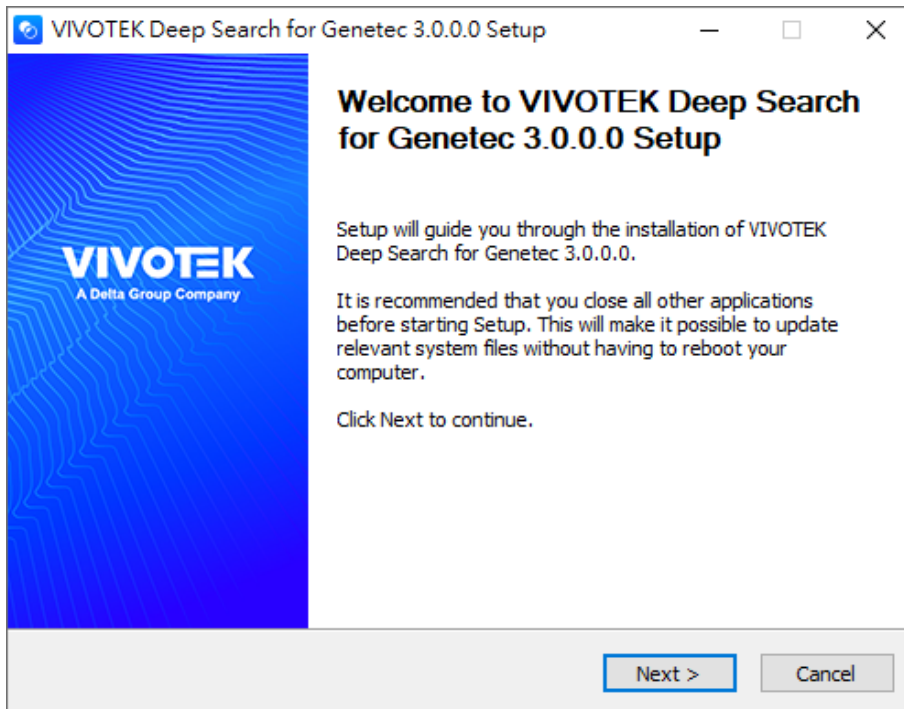 VIVOTEK Deep Search for Genetec 3.0.0.0 Setup
Welcome to VIVOTEK Deep Search
for Genetec 3.0.0.0 Setup
VIVOTEK
A Delta Group Company
Setup will guide you through the installation of VIVOTEK
Deep Search for Genetec 3.0.0.0.
It is recommended that you close all other applications
before starting Setup. This will make it possible to update
relevant system files without having to reboot your
computer.
Click Next to continue.
Next >
Cancel